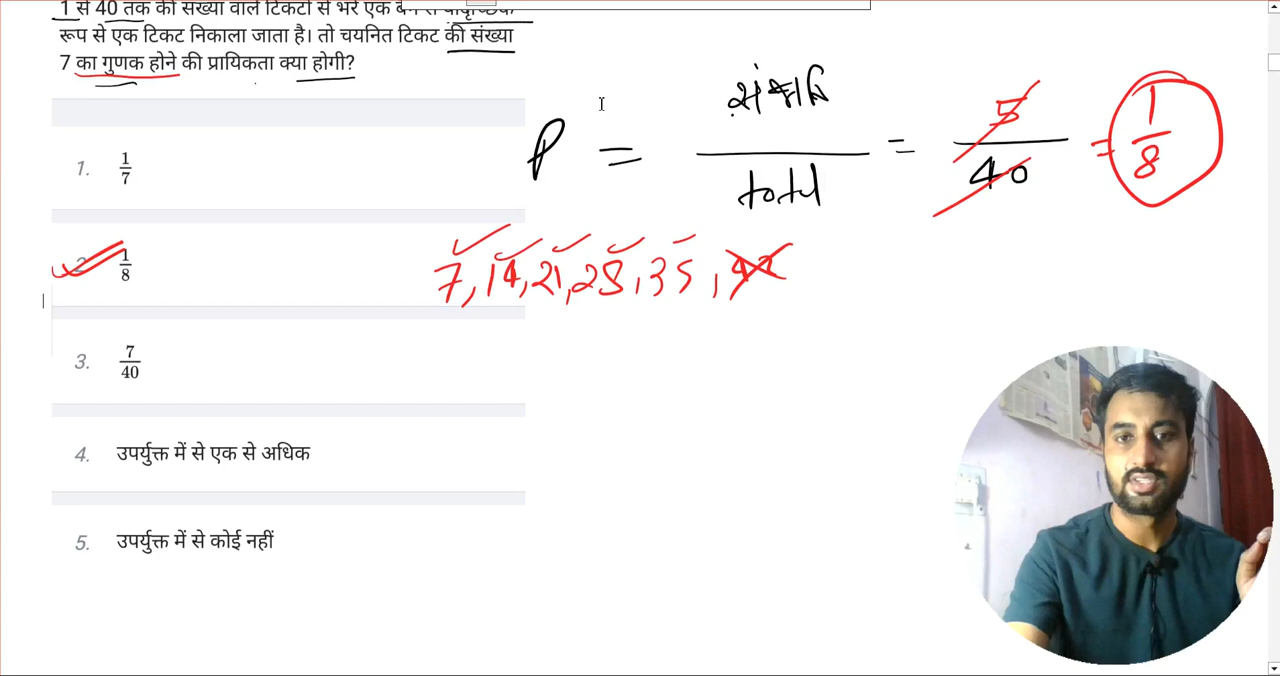 1 से 40 तक की संख्या वाले टिकटों से भरे एक
रूप से एक टिकट निकाला जाता है। तो चयनित टिकट की संख्या
7 का गुणक होने की प्रायिकता क्या होगी?
1. 1/7
1/8
3. 7/40
4. उपर्युक्त में से एक से अधिक
5. उपर्युक्त में से कोई नहीं
P = /total = 5/40 = 1/8
7, 14, 21, 28, 35, 42